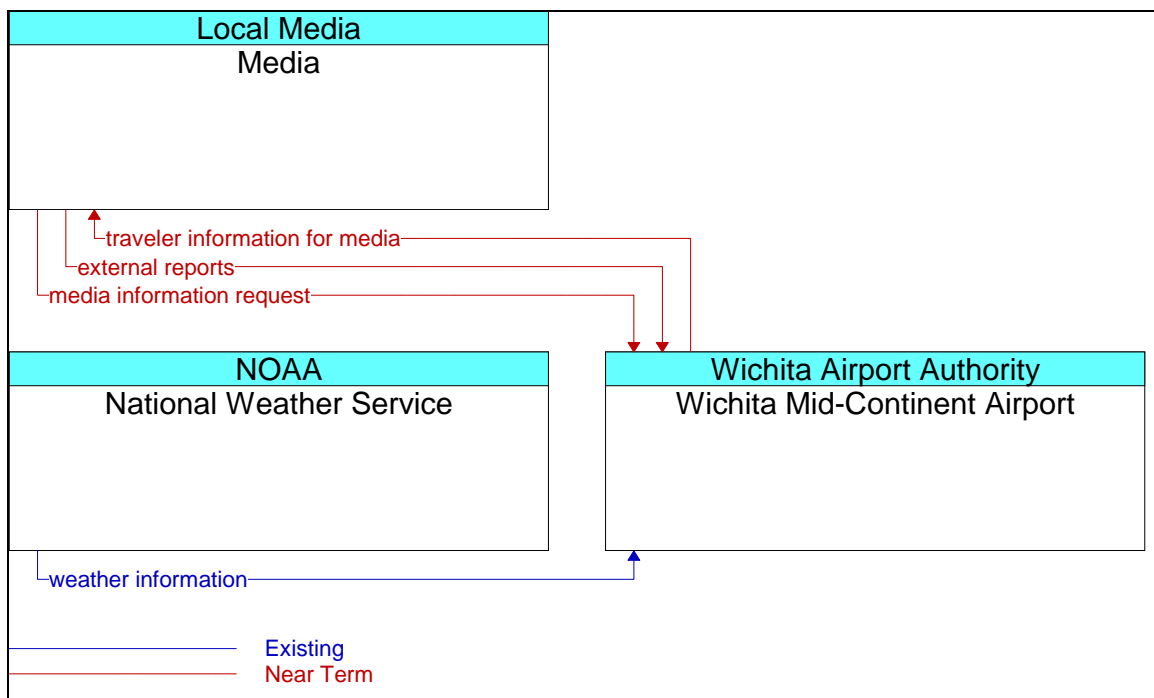 Local Media
Media
traveler information for media
external reports
media information request
NOAA
National Weather Service
Wichita Airport Authority
Wichita Mid-Continent Airport
weather information
Existing
Near Term